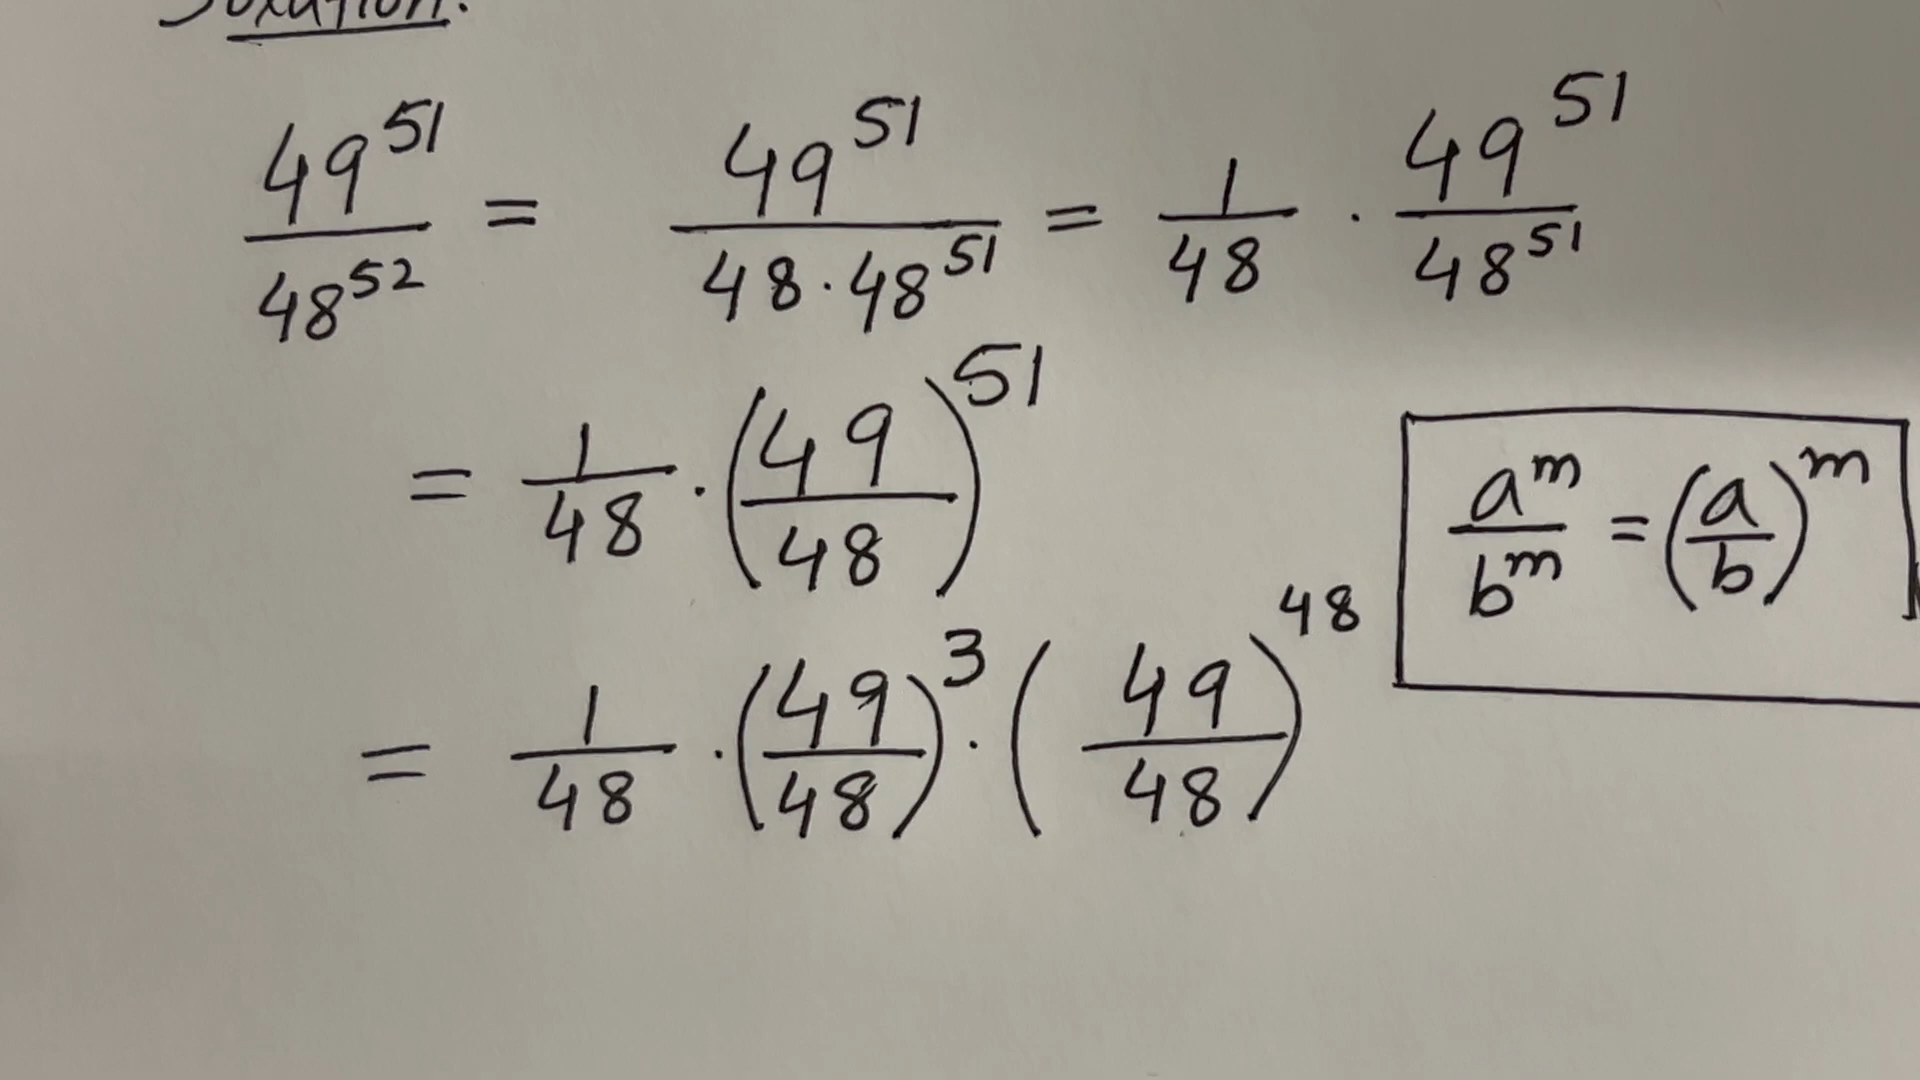 Solution:
49^51/48^52 = 49^51/(48·48^51) = 1/48 · 49^51/48^51
= 1/48 · (49/48)^51
a^m/b^m = (a/b)^m
= 1/48 · (49/48)^3 · (49/48)^48